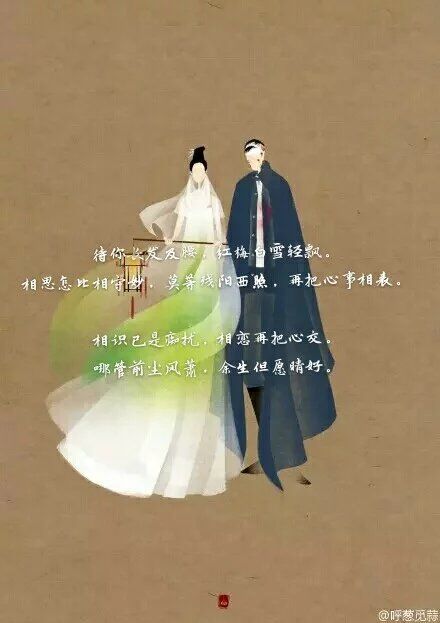 待你长发及腰,红梅白雪轻飘。
相思怎比相守妙,莫等残阳西照,再把心事相表。
相识已是痴扰,相恋再把心交。
哪管前尘风萧,余生但愿晴好。
@呼葱觅蒜